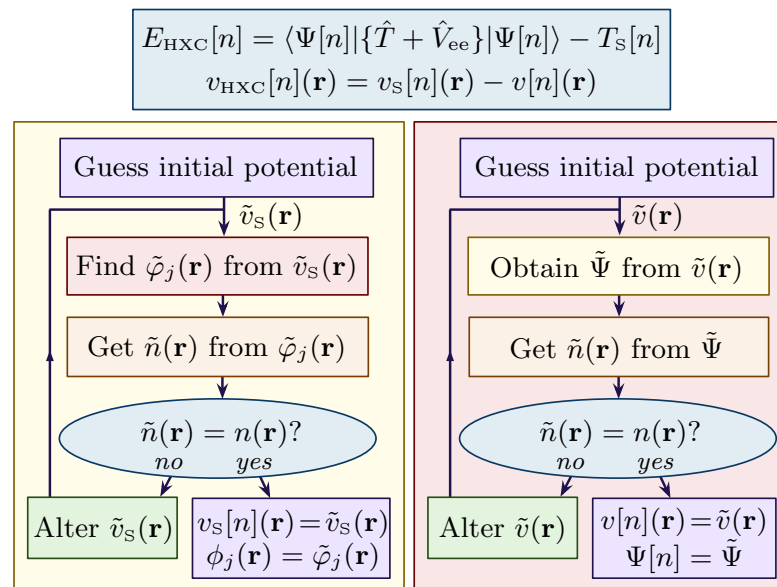 E_HXC[n] = ⟨Ψ[n]|{T̂ + V̂_ee}|Ψ[n]⟩ − T_S[n]
v_HXC[n](r) = v_S[n](r) − v[n](r)
Guess initial potential
ṽ_S(r)
Find φ̃_j(r) from ṽ_S(r)
Get ñ(r) from φ̃_j(r)
ñ(r) = n(r)?
no yes
Alter ṽ_S(r)
v_S[n](r) = ṽ_S(r)
ϕ_j(r) = φ̃_j(r)
Guess initial potential
ṽ(r)
Obtain Ψ̃ from ṽ(r)
Get ñ(r) from Ψ̃
ñ(r) = n(r)?
no yes
Alter ṽ(r)
v[n](r) = ṽ(r)
Ψ[n] = Ψ̃